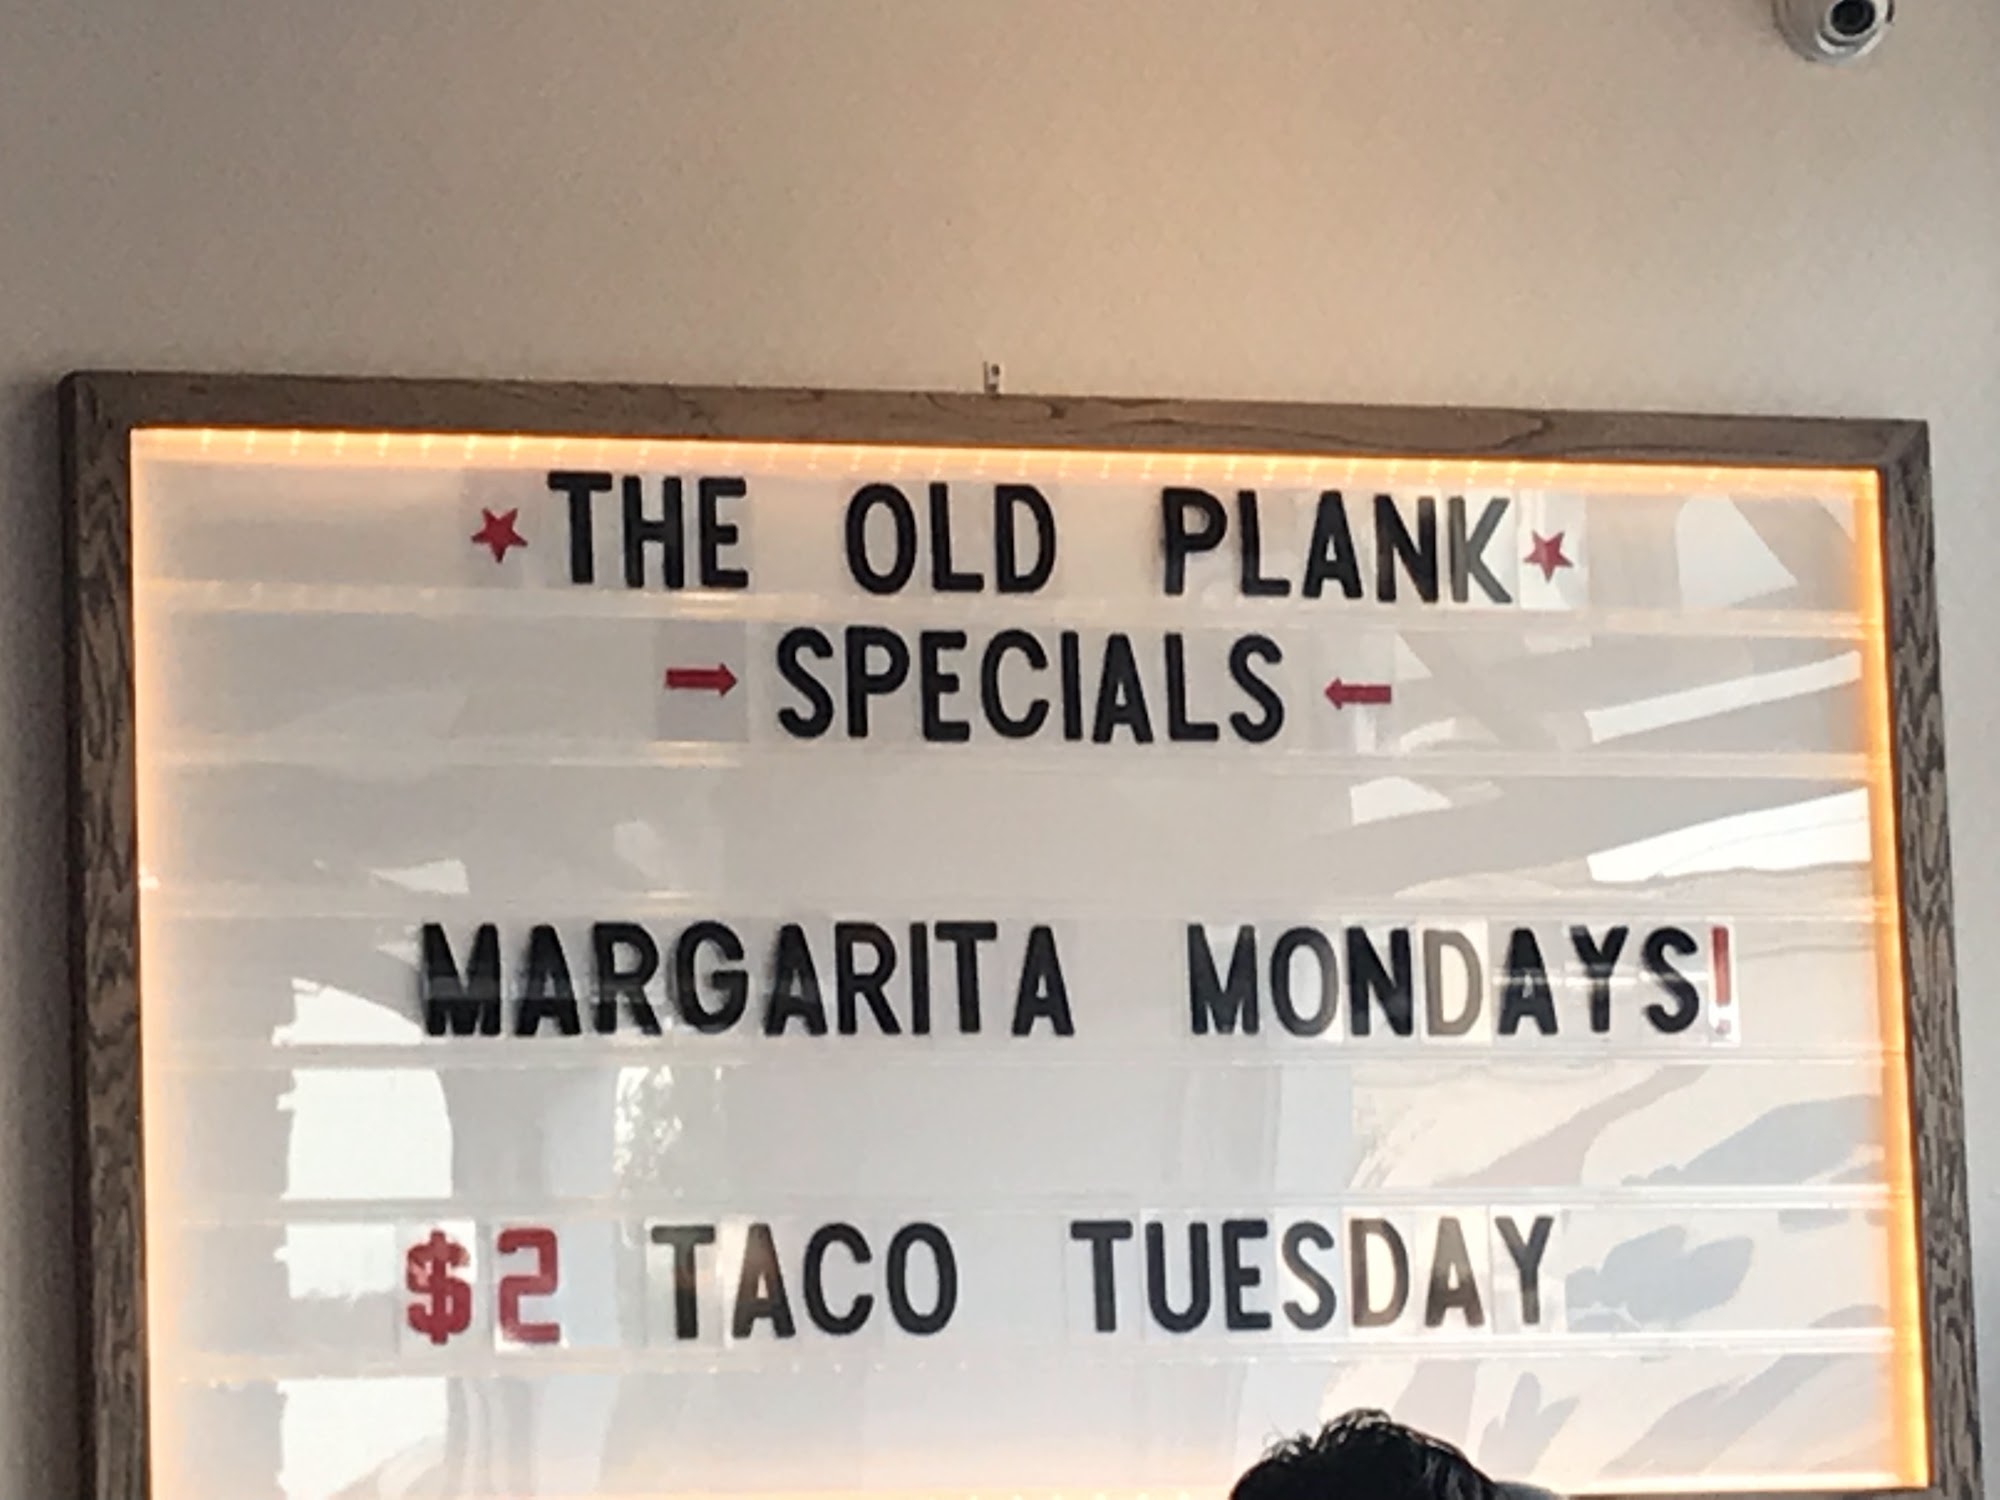 THE OLD PLANK
SPECIALS
MARGARITA MONDAYS!
$2 TACO TUESDAY